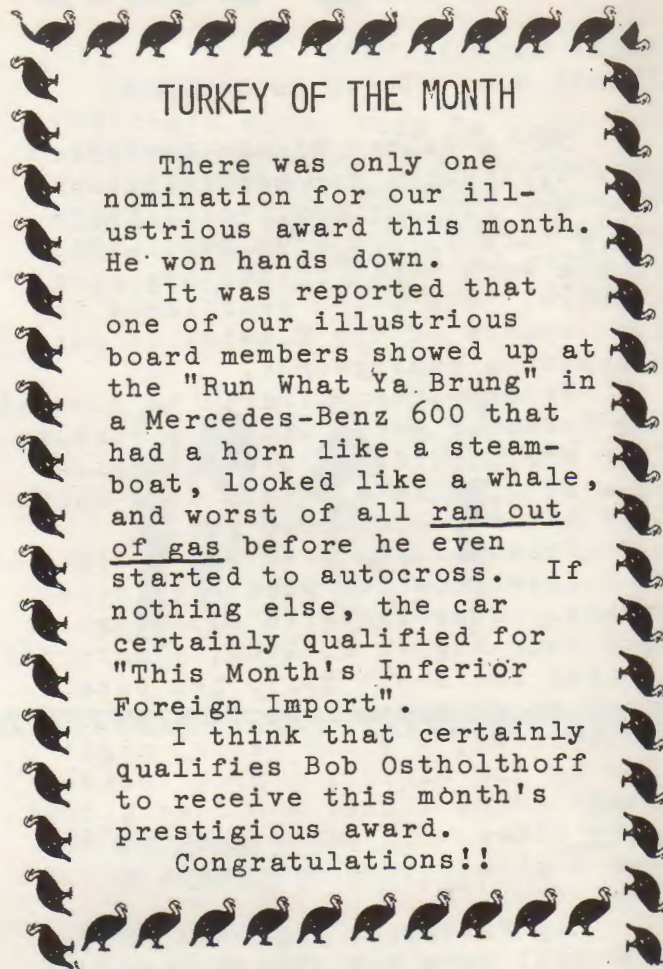 TURKEY OF THE MONTH
There was only one
nomination for our ill-
ustrious award this month.
He won hands down.
It was reported that
one of our illustrious
board members showed up at
the "Run What Ya Brung" in
a Mercedes-Benz 600 that
had a horn like a steam-
boat, looked like a whale,
and worst of all ran out
of gas before he even
started to autocross. If
nothing else, the car
certainly qualified for
"This Month's Inferior
Foreign Import".
I think that certainly
qualifies Bob Ostholthoff
to receive this month's
prestigious award.
Congratulations!!